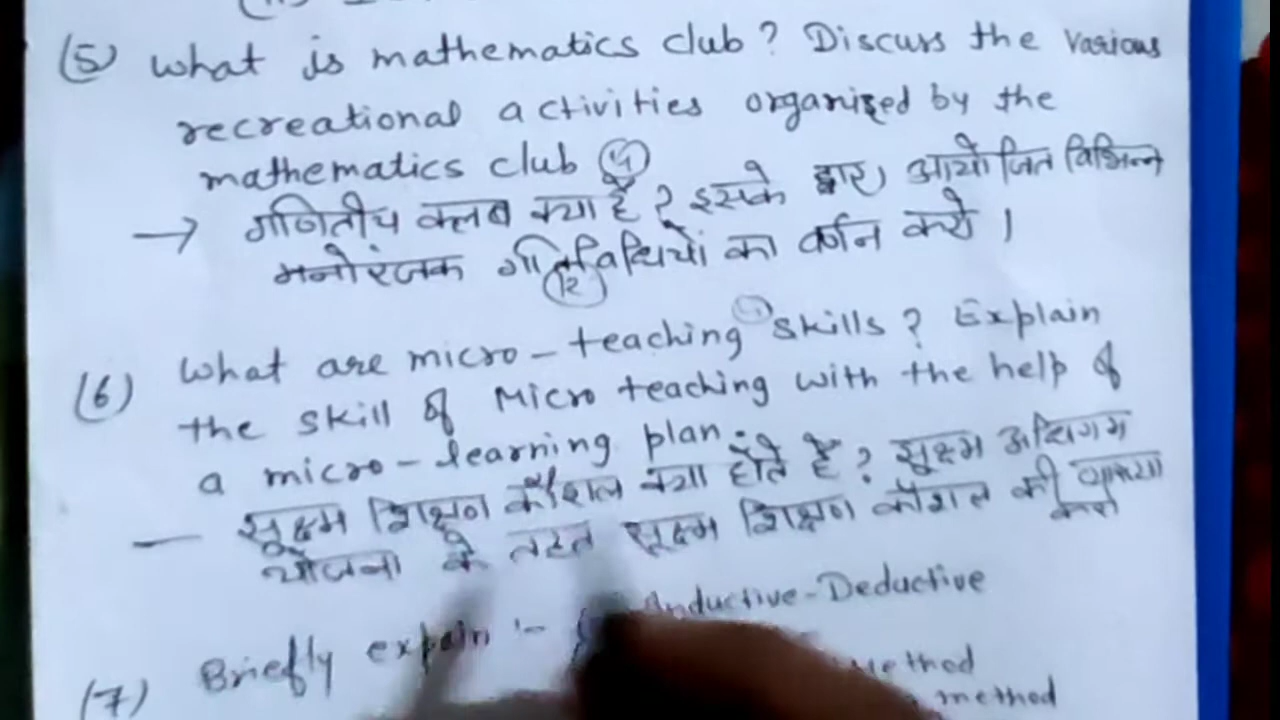 (5) What is mathematics club? Discuss the various
recreational activities organized by the
mathematics club (4)
→ गणितीय क्लब क्या है? इसके द्वारा आयोजित विभिन्न
मनोरंजक गतिविधियों का वर्णन करो।
(12)
(6) What are micro-teaching skills? Explain
the skill of Micro teaching with the help of
a micro-learning plan.
— सूक्ष्म शिक्षण कौशल क्या होते है? सूक्ष्म अधिगम
योजना के तहत सूक्ष्म शिक्षण कौशल की व्याख्या
करो
(7) Briefly expain :- Inductive-Deductive
method
method